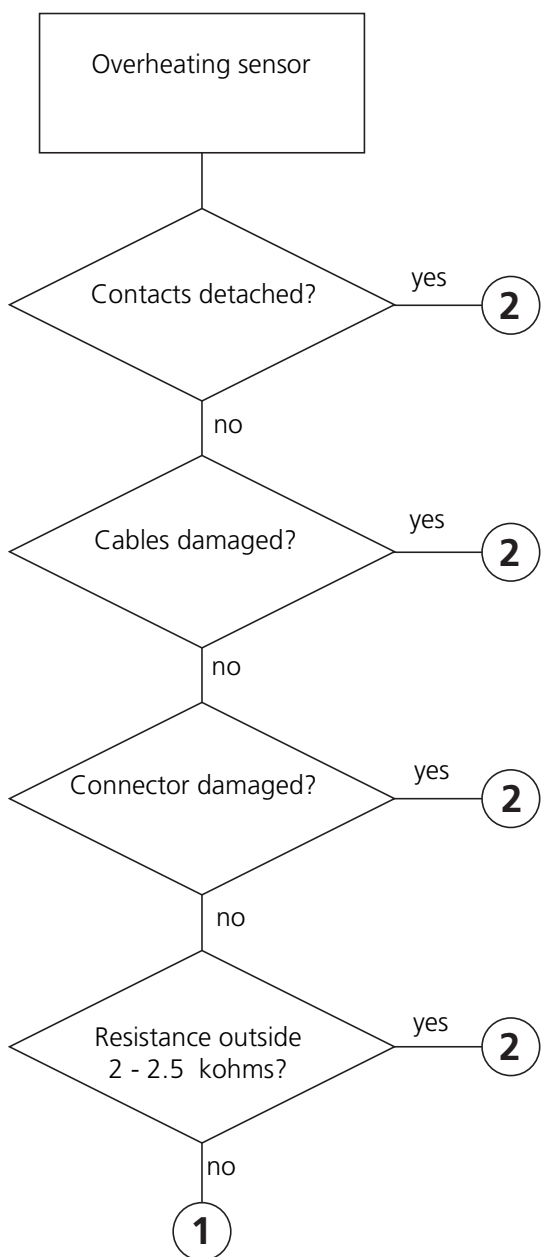 Overheating sensor
Contacts detached?
yes
2
no
Cables damaged?
yes
2
no
Connector damaged?
yes
2
no
Resistance outside
2 - 2.5 kohms?
yes
2
no
1